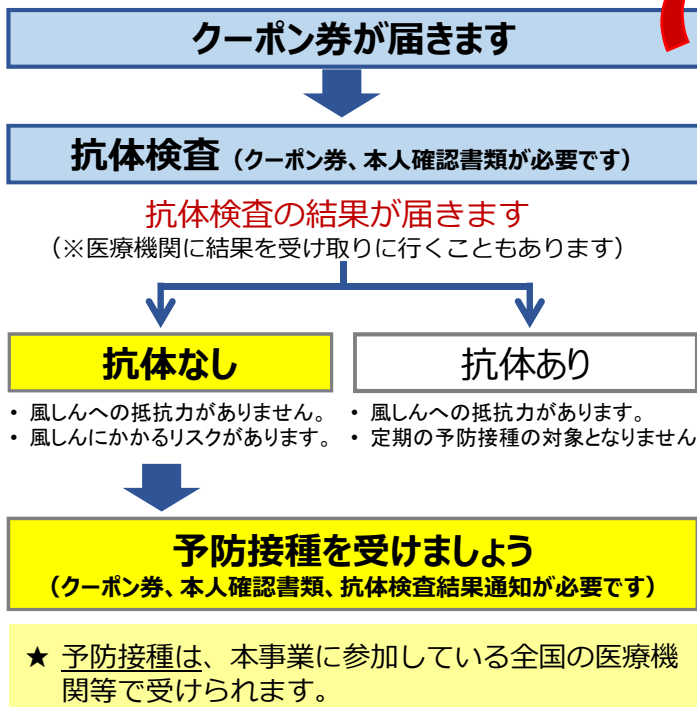 クーポン券が届きます
抗体検査（クーポン券、本人確認書類が必要です）
抗体検査の結果が届きます
（※医療機関に結果を受け取りに行くこともあります）
抗体なし
・ 風しんへの抵抗力がありません。
・ 風しんにかかるリスクがあります。
抗体あり
・ 風しんへの抵抗力があります。
・ 定期の予防接種の対象となりません
予防接種を受けましょう
（クーポン券、本人確認書類、抗体検査結果通知が必要です）
★ 予防接種は、本事業に参加している全国の医療機
関等で受けられます。